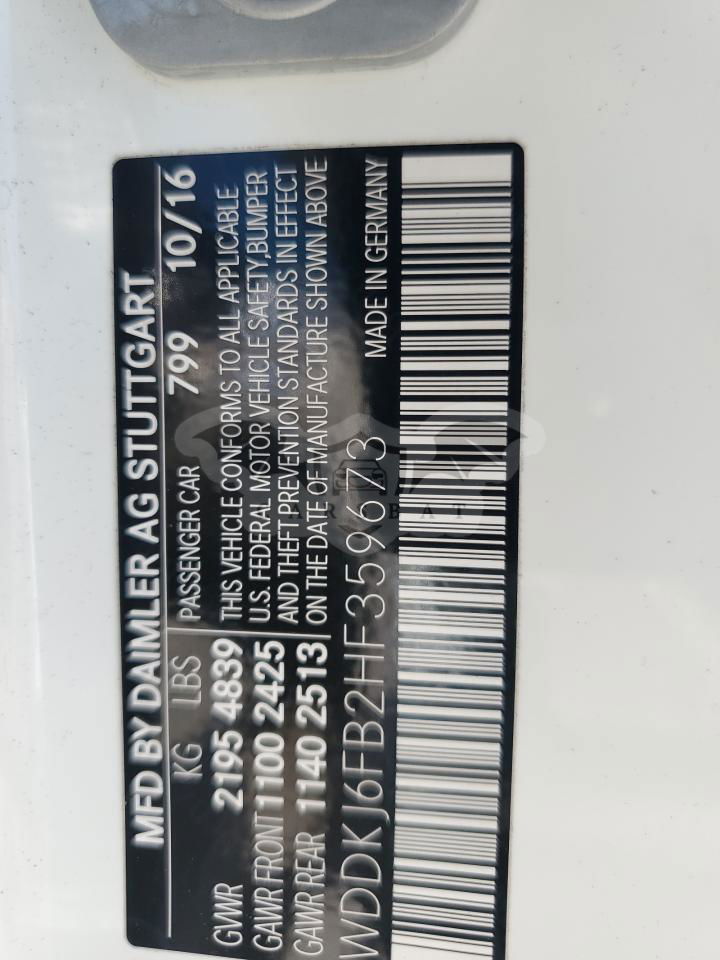 MFD BY DAIMLER AG STUTTGART
KG LBS PASSENGER CAR 799 10/16
GVWR 2195 4839 THIS VEHICLE CONFORMS TO ALL APPLICABLE
GAWR FRONT 1100 2425 U.S. FEDERAL MOTOR VEHICLE SAFETY,BUMPER
GAWR REAR 1140 2513 AND THEFT PREVENTION STANDARDS IN EFFECT
ON THE DATE OF MANUFACTURE SHOWN ABOVE
WDDKJ6FB2HF359673 MADE IN GERMANY